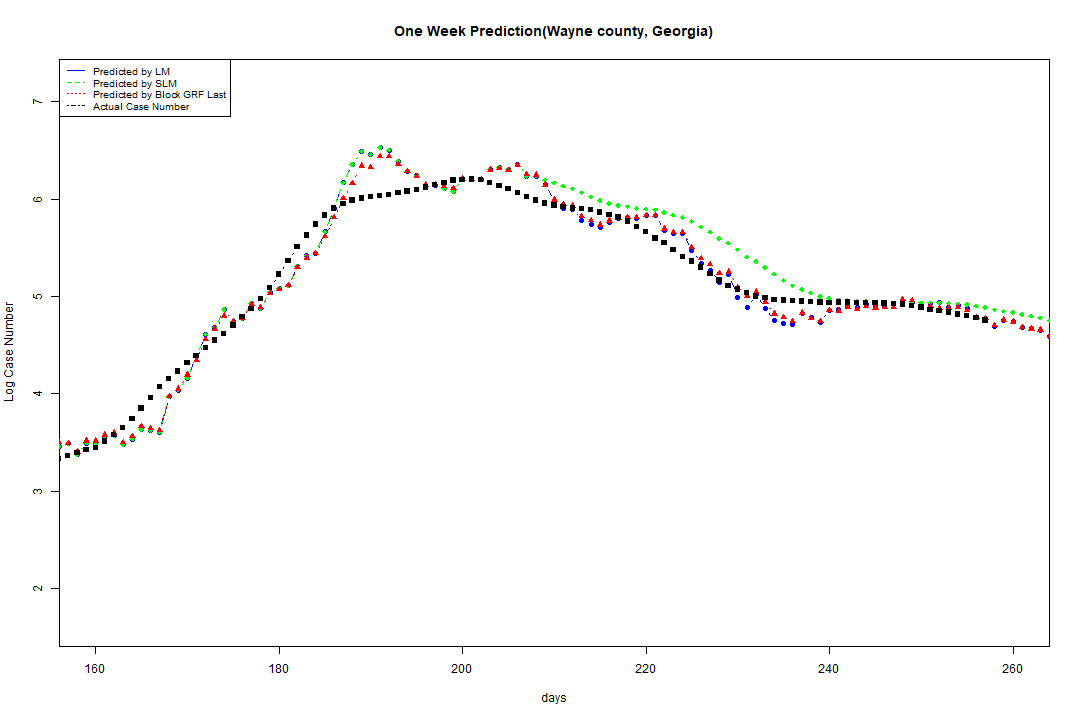 One Week Prediction(Wayne county, Georgia)
Predicted by LM
Predicted by SLM
Predicted by Block GRF Last
Actual Case Number
7
6
5
4
3
2
Log Case Number
160 180 200 220 240 260
days